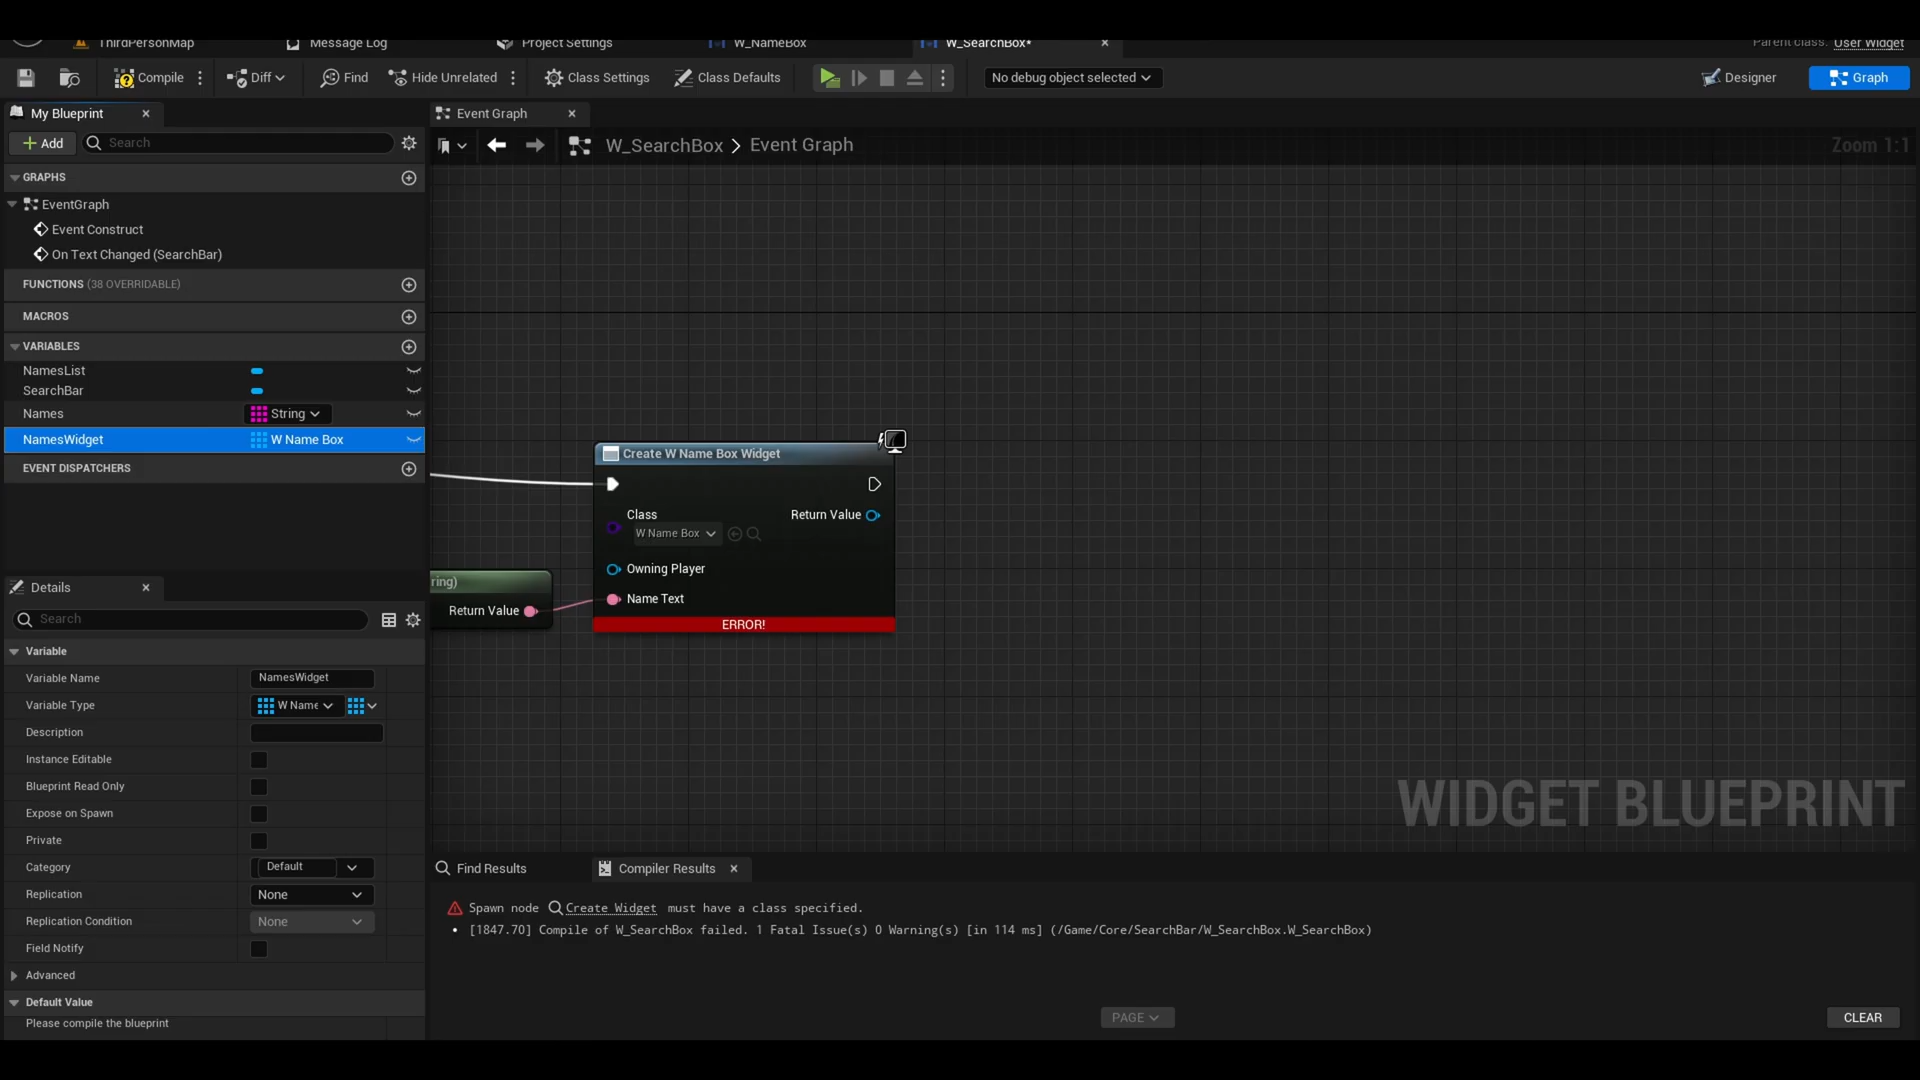 ThirdPersonMap
Message Log
Project Settings
W_NameBox
W_SearchBox*
Parent class: User Widget
Compile
Diff
Find
Hide Unrelated
Class Settings
Class Defaults
No debug object selected
Designer
Graph
My Blueprint
Event Graph
Add
Search
W_SearchBox > Event Graph
Zoom 1:1
GRAPHS
EventGraph
Event Construct
On Text Changed (SearchBar)
FUNCTIONS (38 OVERRIDABLE)
MACROS
VARIABLES
NamesList
SearchBar
Names String
NamesWidget W Name Box
EVENT DISPATCHERS
Create W Name Box Widget
Class
W Name Box
Return Value
Owning Player
Name Text
ERROR!
ring)
Return Value
Details
Search
Variable
Variable Name NamesWidget
Variable Type W Name
Description
Instance Editable
Blueprint Read Only
Expose on Spawn
Private
Category Default
Replication None
Replication Condition None
Field Notify
Advanced
Default Value
Please compile the blueprint
WIDGET BLUEPRINT
Find Results
Compiler Results
Spawn node Create Widget must have a class specified.
• [1847.70] Compile of W_SearchBox failed. 1 Fatal Issue(s) 0 Warning(s) [in 114 ms] (/Game/Core/SearchBar/W_SearchBox.W_SearchBox)
PAGE
CLEAR